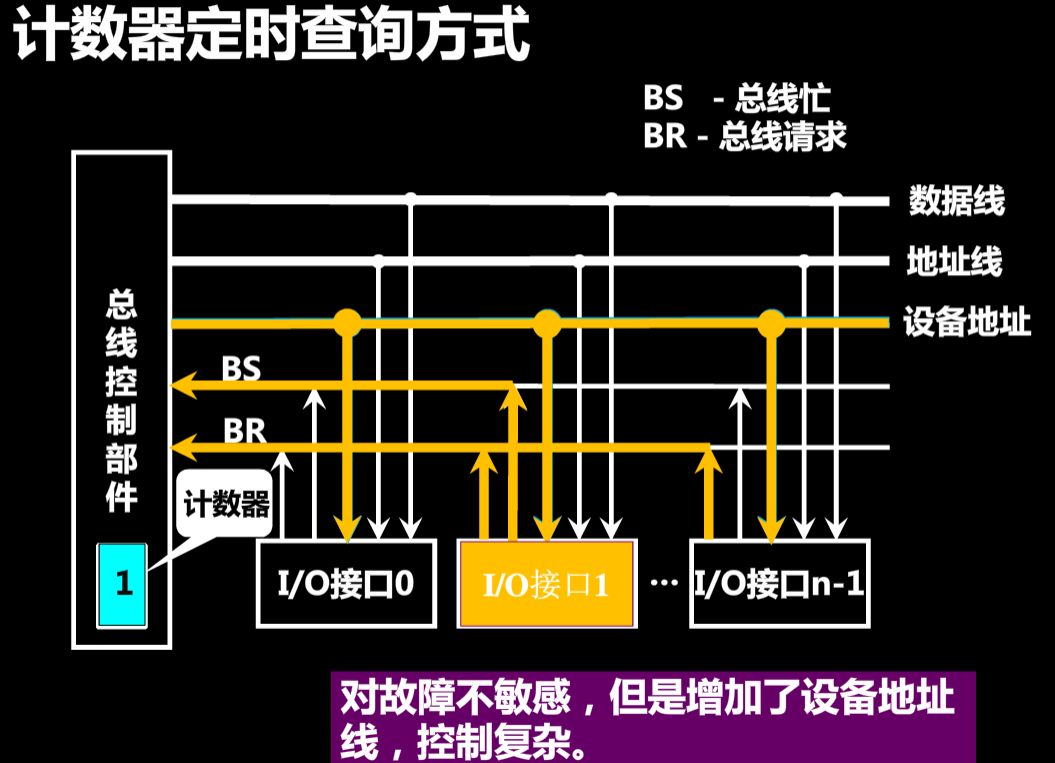 计数器定时查询方式
BS - 总线忙
BR - 总线请求
数据线
地址线
设备地址
BS
BR
总线控制部件
计数器
1
I/O接口0
I/O接口1
…
I/O接口n-1
对故障不敏感，但是增加了设备地址
线，控制复杂。